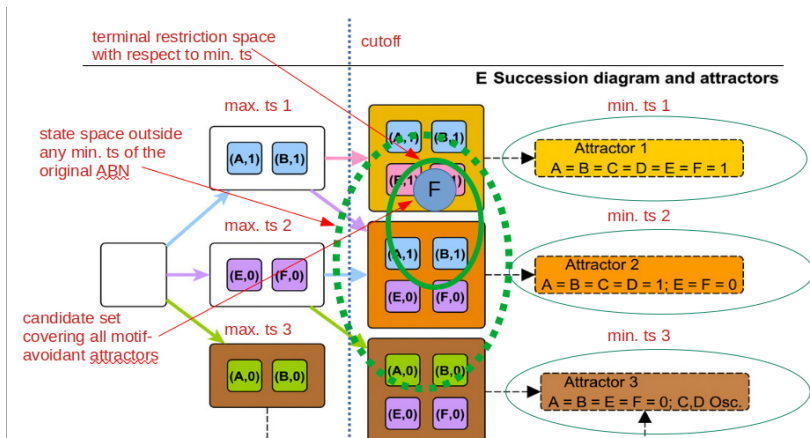 terminal restriction space
with respect to min. ts
cutoff
E Succession diagram and attractors
max. ts 1
min. ts 1
state space outside
any min. ts of the
original ABN
(A,1) (B,1)
(A,1) (B,1)
Attractor 1
A = B = C = D = E = F = 1
F
max. ts 2
min. ts 2
(E,0) (F,0)
(A,1) (B,1)
Attractor 2
A = B = C = D = 1; E = F = 0
(E,0) (F,0)
candidate set
covering all motif-
avoidant attractors
max. ts 3
min. ts 3
(A,0) (B,0)
(A,0) (B,0)
Attractor 3
A = B = E = F = 0; C,D Osc.
(E,0) (F,0)